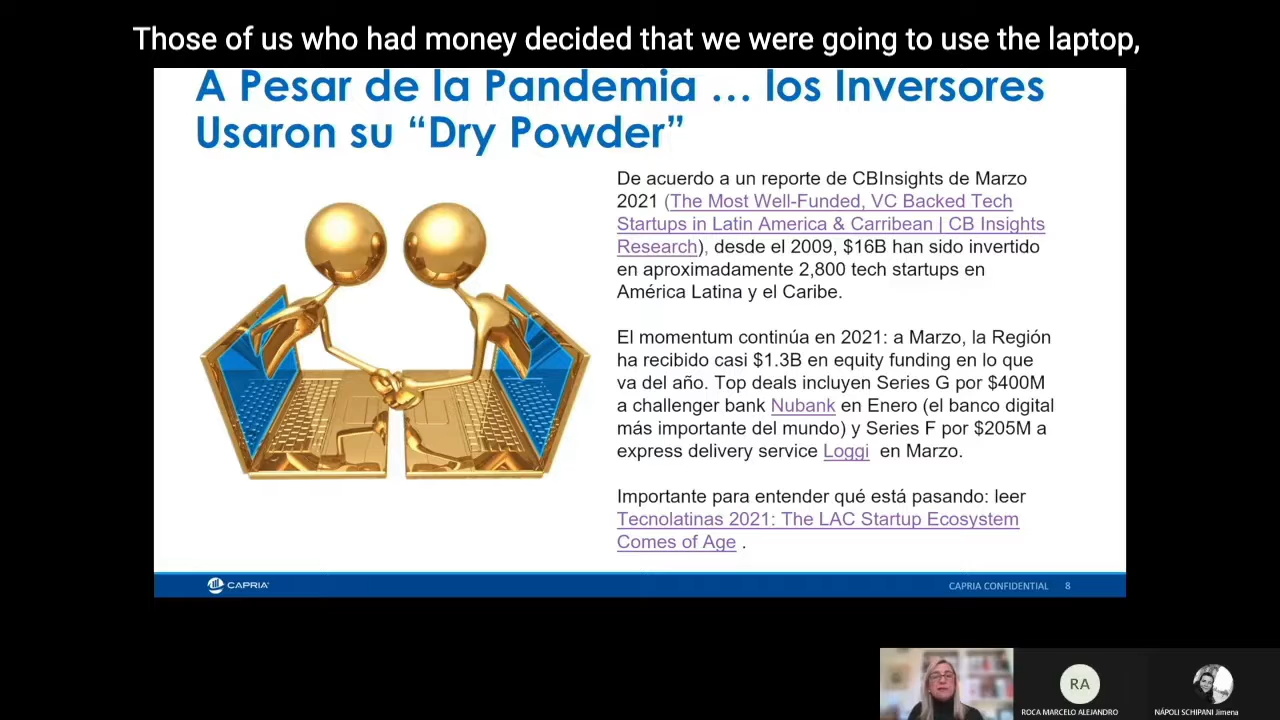 Those of us who had money decided that we were going to use the laptop,
A Pesar de la Pandemia ... los Inversores
Usaron su “Dry Powder”
De acuerdo a un reporte de CBInsights de Marzo
2021 (The Most Well-Funded, VC Backed Tech
Startups in Latin America & Carribean | CB Insights
Research), desde el 2009, $16B han sido invertido
en aproximadamente 2,800 tech startups en
América Latina y el Caribe.
El momentum continúa en 2021: a Marzo, la Región
ha recibido casi $1.3B en equity funding en lo que
va del año. Top deals incluyen Series G por $400M
a challenger bank Nubank en Enero (el banco digital
más importante del mundo) y Series F por $205M a
express delivery service Loggi en Marzo.
Importante para entender qué está pasando: leer
Tecnolatinas 2021: The LAC Startup Ecosystem
Comes of Age .
CAPRIA
CAPRIA CONFIDENTIAL 8
RA
ROCA MARCELO ALEJANDRO
NÁPOLI SCHIPANI Jimena